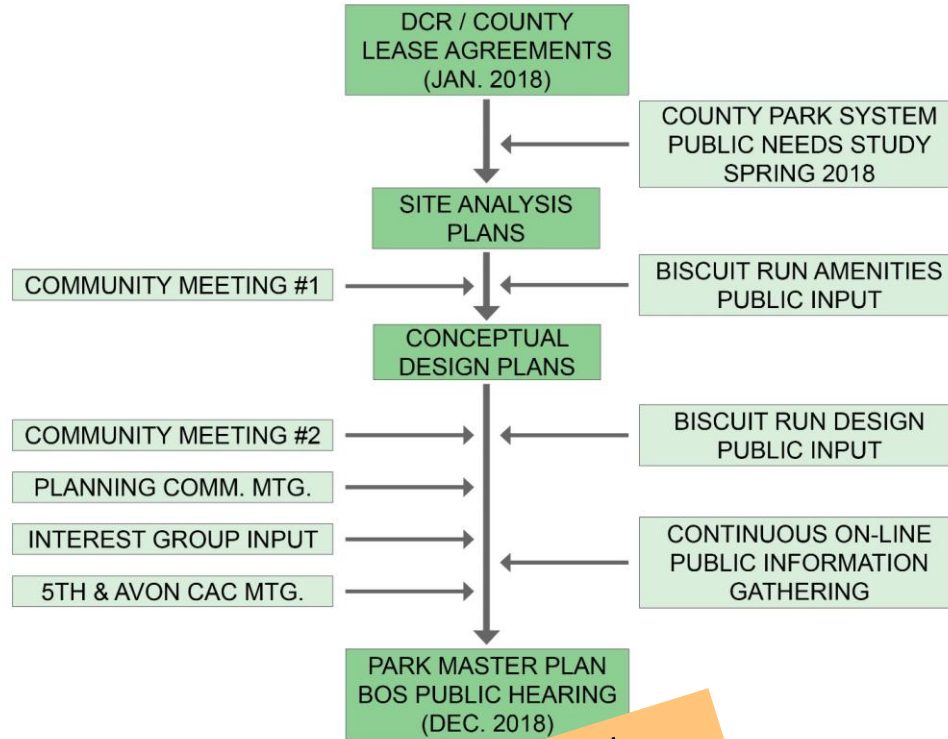 DCR / COUNTY
LEASE AGREEMENTS
(JAN. 2018)
COUNTY PARK SYSTEM
PUBLIC NEEDS STUDY
SPRING 2018
SITE ANALYSIS
PLANS
COMMUNITY MEETING #1
BISCUIT RUN AMENITIES
PUBLIC INPUT
CONCEPTUAL
DESIGN PLANS
COMMUNITY MEETING #2
BISCUIT RUN DESIGN
PUBLIC INPUT
PLANNING COMM. MTG.
INTEREST GROUP INPUT
CONTINUOUS ON-LINE
PUBLIC INFORMATION
GATHERING
5TH & AVON CAC MTG.
PARK MASTER PLAN
BOS PUBLIC HEARING
(DEC. 2018)